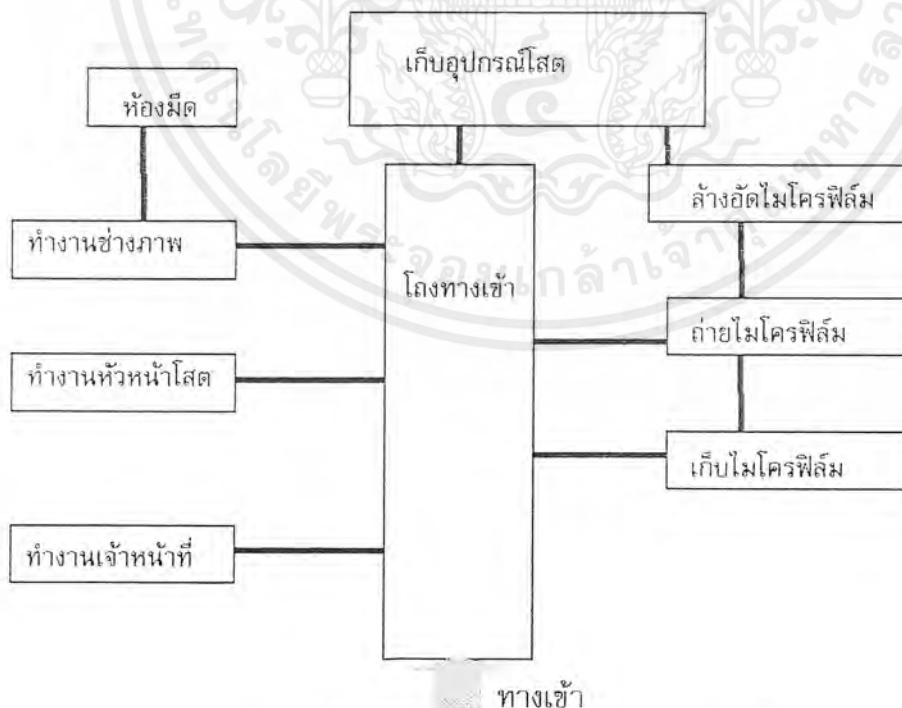 เก็บอุปกรณ์โสต
ห้องมืด
ล้างอัดไมโครฟิล์ม
ทำงานช่างภาพ
โถงทางเข้า
ถ่ายไมโครฟิล์ม
ทำงานหัวหน้าโสต
เก็บไมโครฟิล์ม
ทำงานเจ้าหน้าที่
ทางเข้า